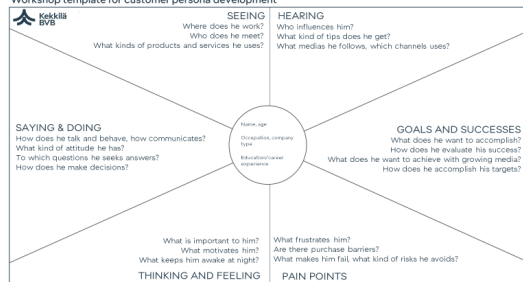 Workshop template for customer persona development
Kekkilä
BVB
SEEING
Where does he work?
Who does he meet?
What kinds of products and services he uses?
HEARING
Who influences him?
What kind of tips does he get?
What medias he follows, which channels uses?
SAYING & DOING
How does he talk and behave, how communicates?
What kind of attitude he has?
To which questions he seeks answers?
How does he make decisions?
Name, age
Occupation, company
type
Education/career
experience
GOALS AND SUCCESSES
What does he want to accomplish?
How does he evaluate his success?
What does he want to achieve with growing media?
How does he accomplish his targets?
What is important to him?
What motivates him?
What keeps him awake at night?
THINKING AND FEELING
What frustrates him?
Are there purchase barriers?
What makes him fail, what kind of risks he avoids?
PAIN POINTS